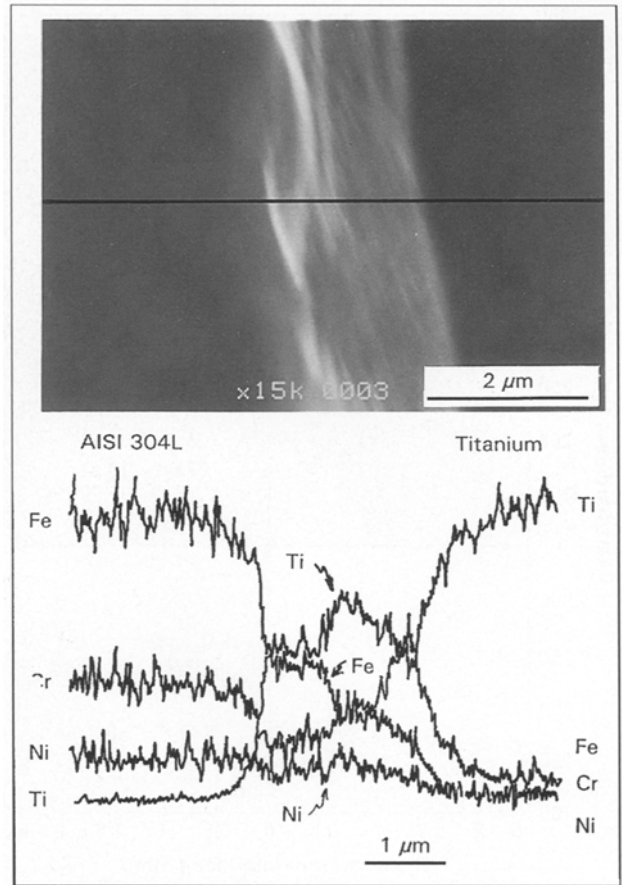 x15k 0003
2 μm
AISI 304L Titanium
Fe Ti
Ti
Fe
Cr
Ni Fe
Ti Cr
Ni Ni
1 μm